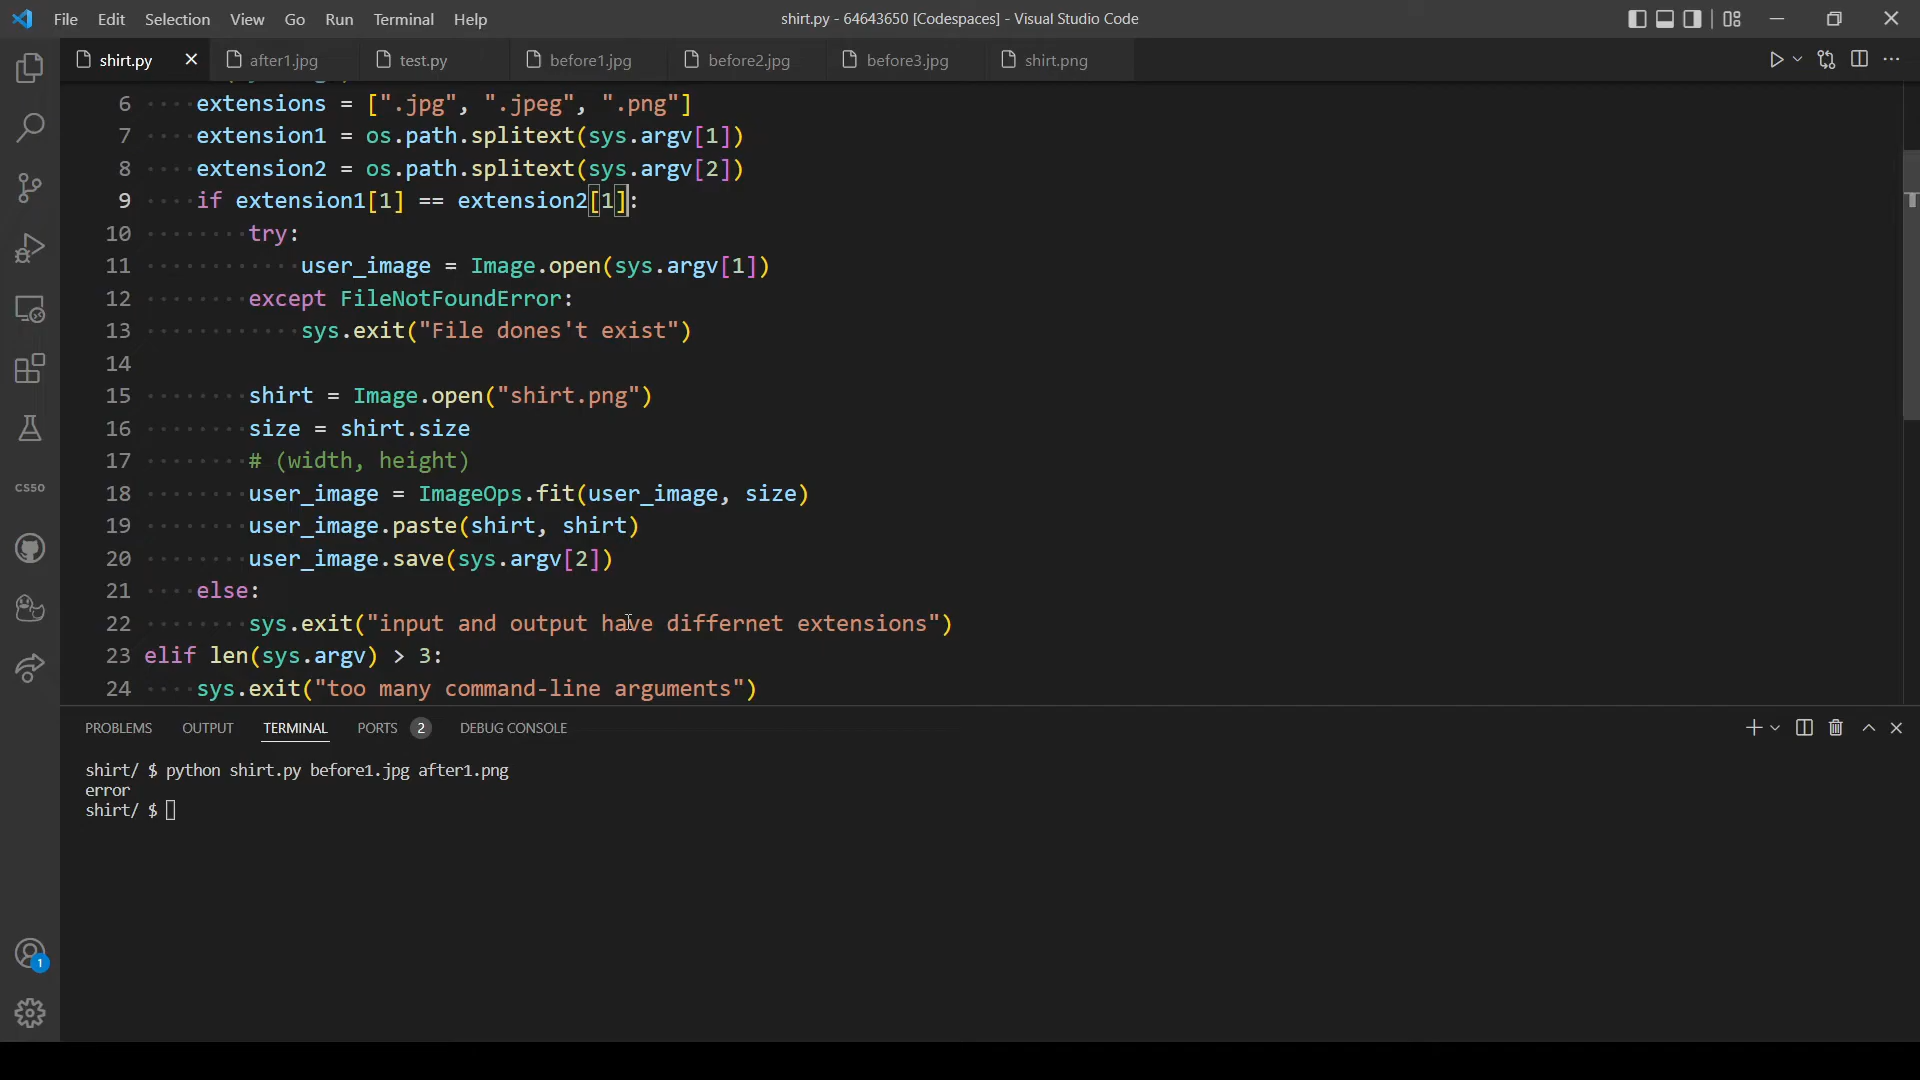 File Edit Selection View Go Run Terminal Help shirt.py - 64643650 [Codespaces] - Visual Studio Code
shirt.py after1.jpg test.py before1.jpg before2.jpg before3.jpg shirt.png
6 extensions = [".jpg", ".jpeg", ".png"]
7 extension1 = os.path.splitext(sys.argv[1])
8 extension2 = os.path.splitext(sys.argv[2])
9 if extension1[1] == extension2[1]:
10 try:
11 user_image = Image.open(sys.argv[1])
12 except FileNotFoundError:
13 sys.exit("File dones't exist")
14
15 shirt = Image.open("shirt.png")
16 size = shirt.size
17 # (width, height)
18 user_image = ImageOps.fit(user_image, size)
19 user_image.paste(shirt, shirt)
20 user_image.save(sys.argv[2])
21 else:
22 sys.exit("input and output have differnet extensions")
23 elif len(sys.argv) > 3:
24 sys.exit("too many command-line arguments")
CS50
PROBLEMS OUTPUT TERMINAL PORTS 2 DEBUG CONSOLE
shirt/ $ python shirt.py before1.jpg after1.png
error
shirt/ $
1